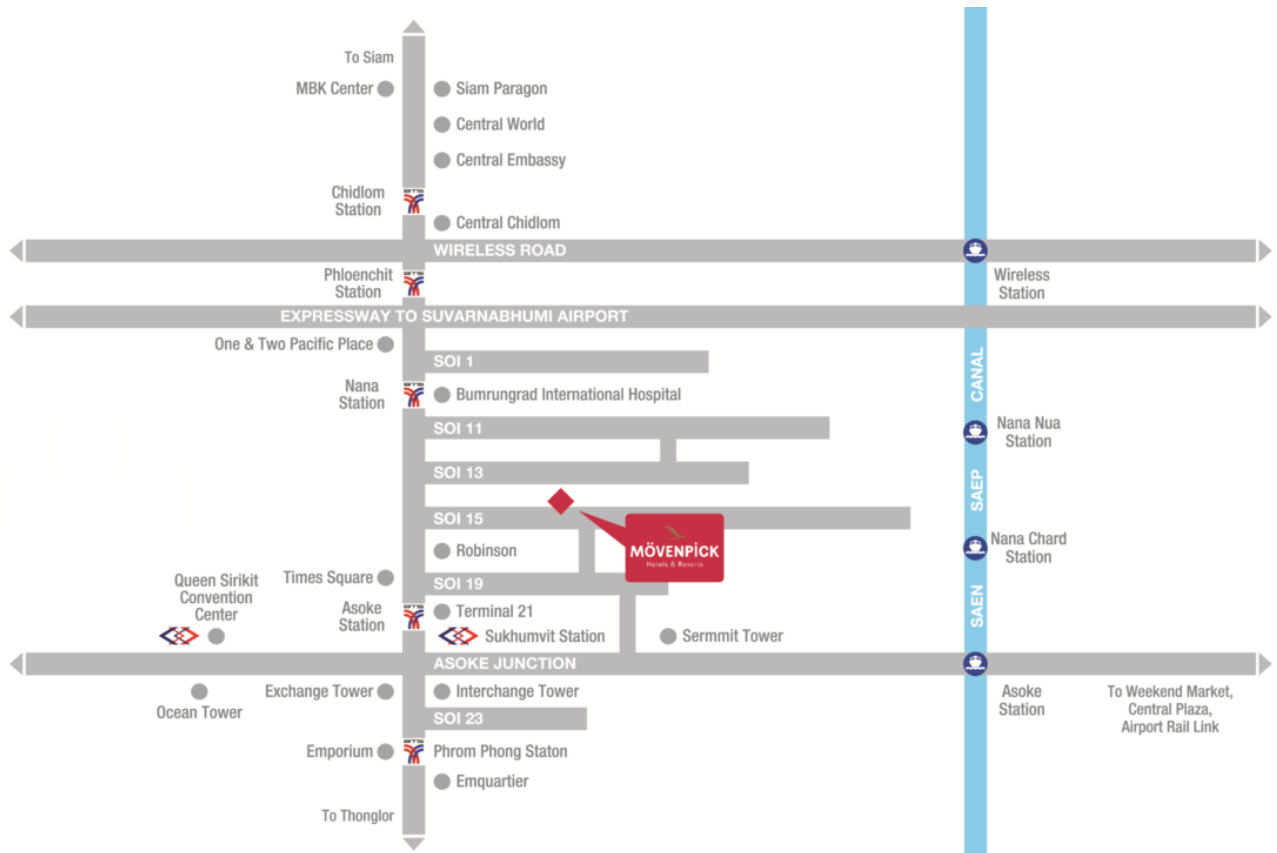 To Siam
MBK Center
Siam Paragon
Central World
Central Embassy
Chidlom
Station
BTS
Central Chidlom
WIRELESS ROAD
Phloenchit
Station
BTS
Wireless
Station
EXPRESSWAY TO SUVARNABHUMI AIRPORT
One & Two Pacific Place
SOI 1
CANAL
Nana
Station
BTS
Bumrungrad International Hospital
SOI 11
Nana Nua
Station
SOI 13
SAEP
SOI 15
MÖVENPICK
Hotels & Resorts
Robinson
Nana Chard
Station
Times Square
SOI 19
SAEN
Queen Sirikit
Convention
Center
Asoke
Station
BTS
Terminal 21
Sukhumvit Station
Sermmit Tower
ASOKE JUNCTION
Ocean Tower
Exchange Tower
Interchange Tower
Asoke
Station
To Weekend Market,
Central Plaza,
Airport Rail Link
SOI 23
Emporium
BTS
Phrom Phong Staton
Emquartier
To Thonglor